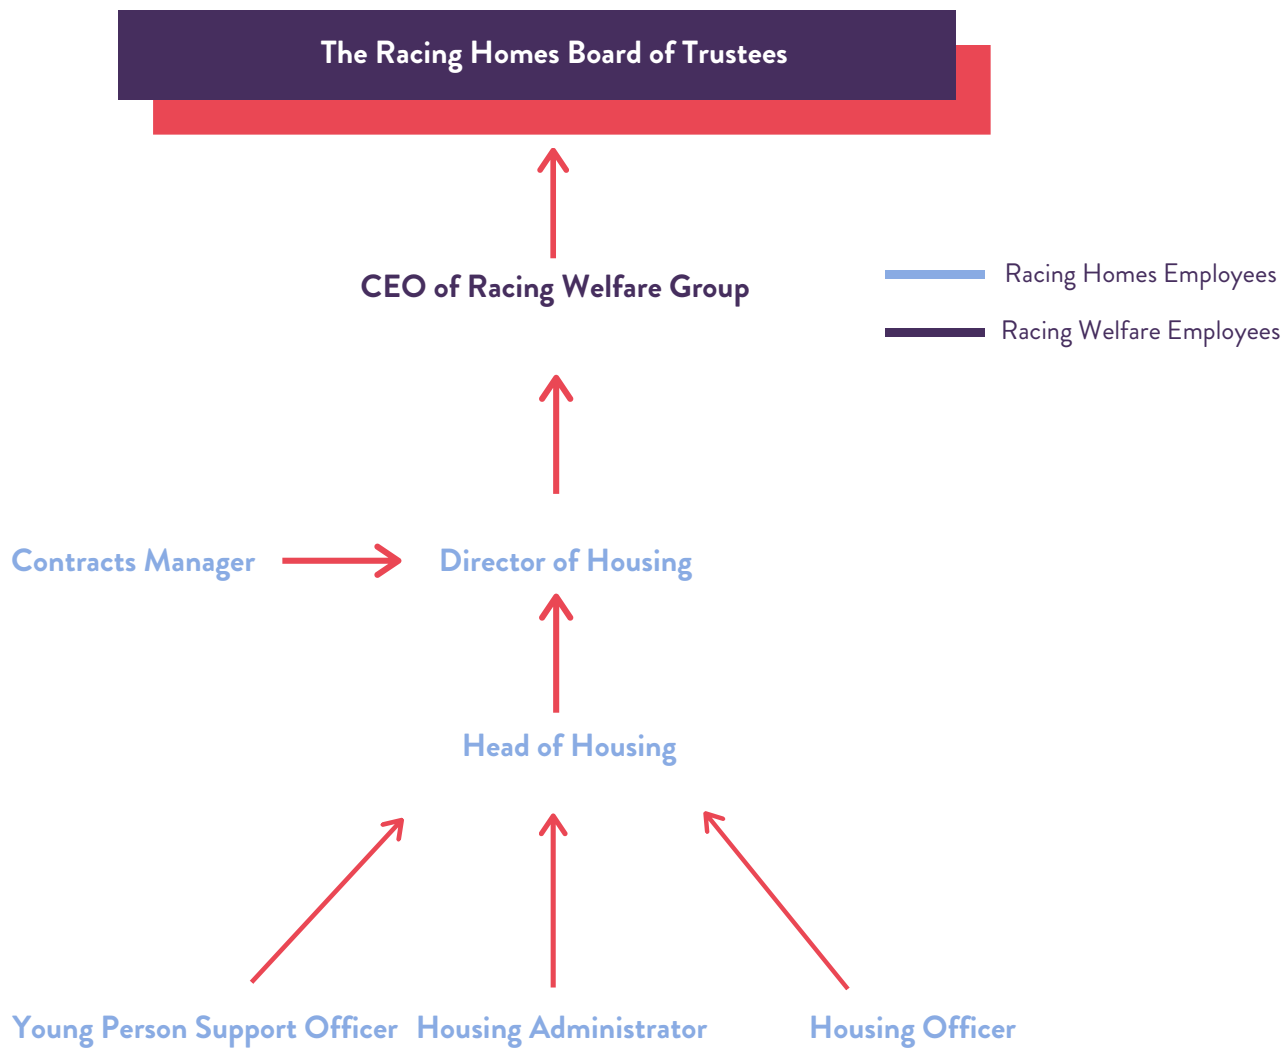 The Racing Homes Board of Trustees
CEO of Racing Welfare Group
Racing Homes Employees
Racing Welfare Employees
Contracts Manager
Director of Housing
Head of Housing
Young Person Support Officer
Housing Administrator
Housing Officer